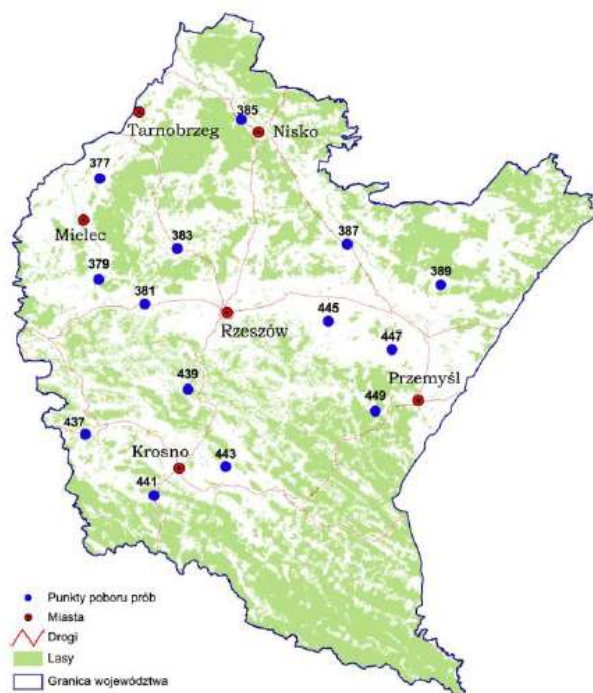 385
Tarnobrzeg
Nisko
377
Mielec
383
387
379
389
381
Rzeszów
445
447
439
Przemyśl
449
437
Krosno
443
441
Punkty poboru prób
Miasta
Drogi
Lasy
Granica województwa